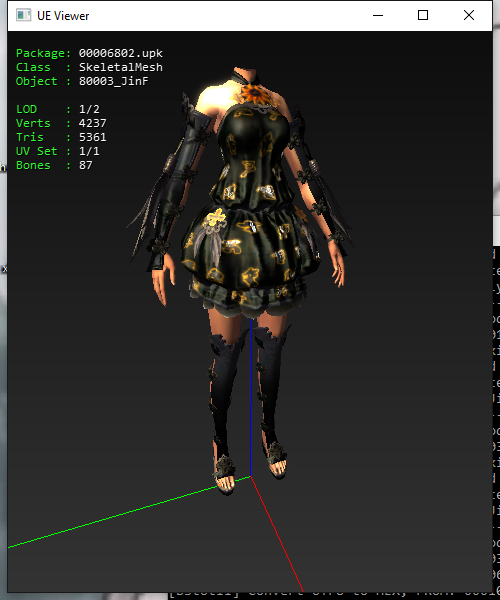 UE Viewer
Package: 00006802.upk
Class : SkeletalMesh
Object : 80003_JinF
LOD : 1/2
Verts : 4237
Tris : 5361
UV Set : 1/1
Bones : 87